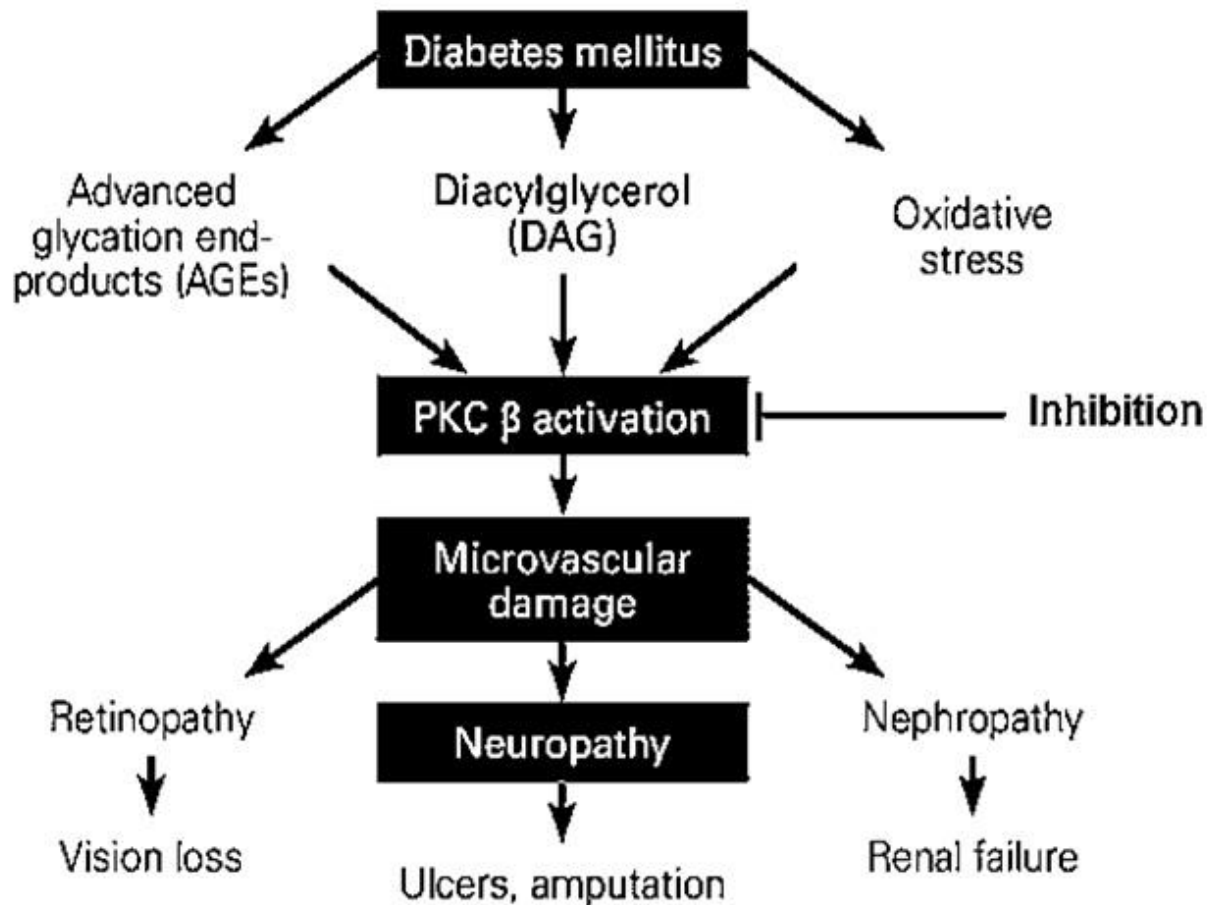 Diabetes mellitus
Advanced
glycation end-
products (AGEs)
Diacylglycerol
(DAG)
Oxidative
stress
PKC β activation
Inhibition
Microvascular
damage
Retinopathy
Neuropathy
Nephropathy
Vision loss
Ulcers, amputation
Renal failure